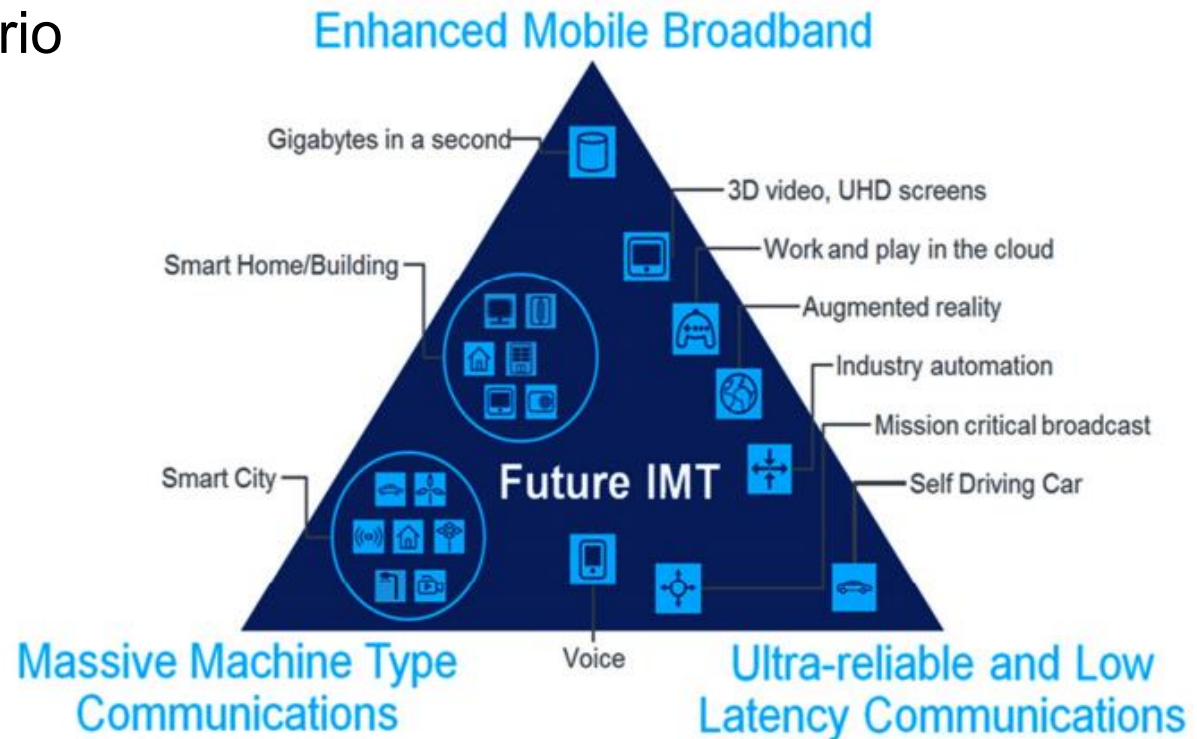 rio
Enhanced Mobile Broadband
Gigabytes in a second
3D video, UHD screens
Smart Home/Building
Work and play in the cloud
Augmented reality
Industry automation
Mission critical broadcast
Smart City
Future IMT
Self Driving Car
Voice
Massive Machine Type
Communications
Ultra-reliable and Low
Latency Communications